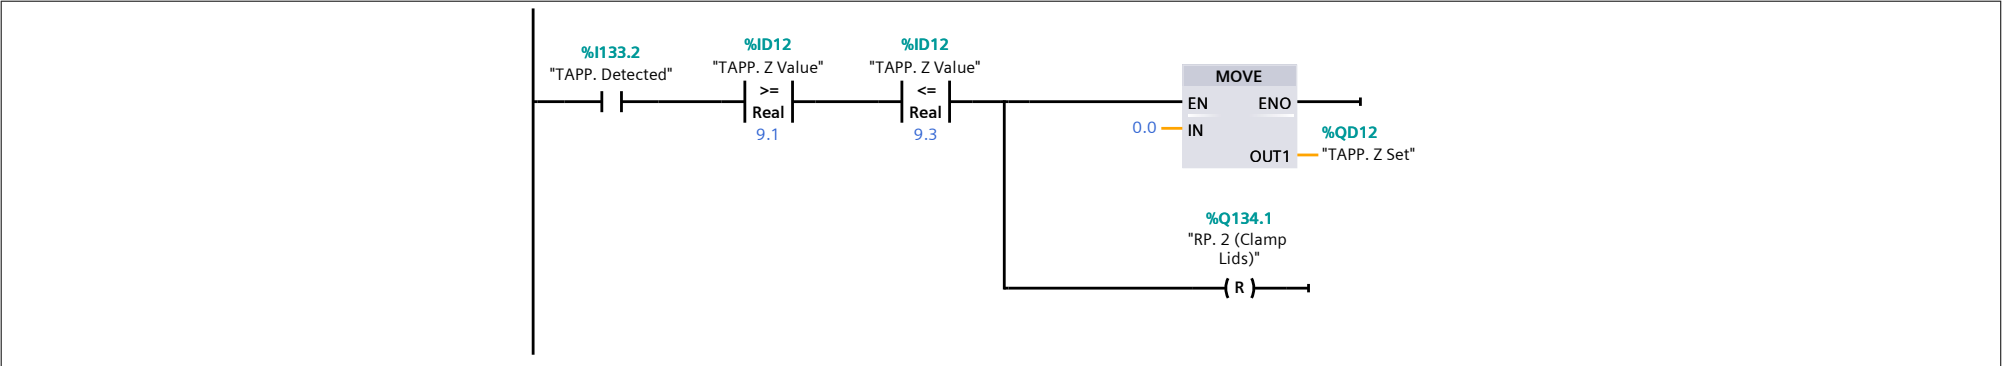 %I133.2
"TAPP. Detected"
%ID12
"TAPP. Z Value"
>=
Real
9.1
%ID12
"TAPP. Z Value"
<=
Real
9.3
MOVE
EN ENO
0.0 IN
OUT1
%QD12
"TAPP. Z Set"
%Q134.1
"RP. 2 (Clamp
Lids)"
R